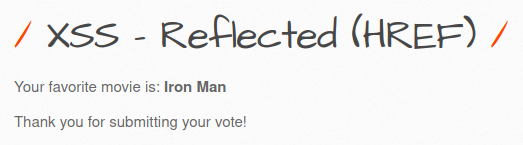 / XSS - Reflected (HREF) /
Your favorite movie is: Iron Man
Thank you for submitting your vote!